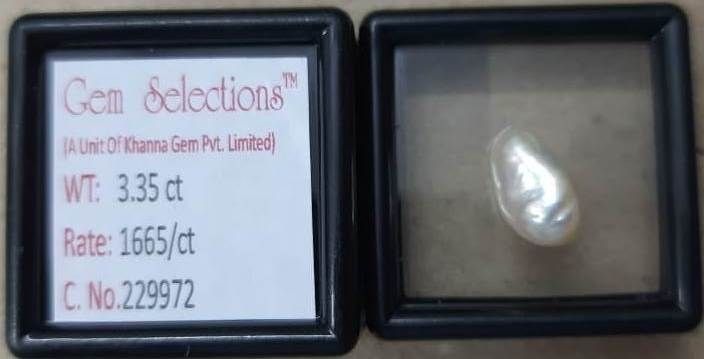 Gem Selections™
(A Unit Of Khanna Gem Pvt. Limited)
WT: 3.35 ct
Rate: 1665/ct
C. No.229972